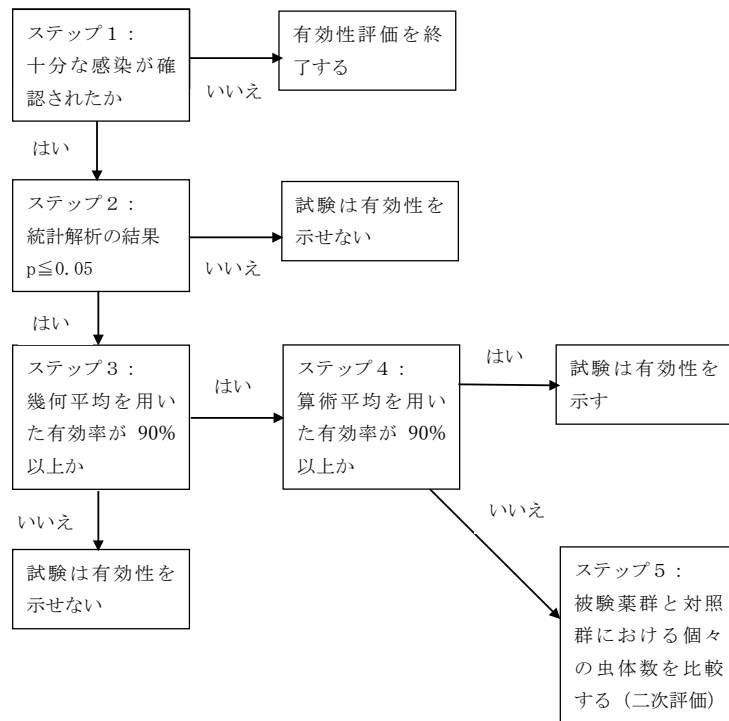 ステップ１：
十分な感染が確
認されたか
有効性評価を終
了する
いいえ
はい
ステップ２：
統計解析の結果
p≦0.05
試験は有効性を
示せない
いいえ
はい
ステップ３：
幾何平均を用い
た有効率が 90%
以上か
はい
ステップ４：
算術平均を用い
た有効率が 90%
以上か
はい
試験は有効性を
示す
いいえ
試験は有効性を
示せない
いいえ
ステップ５：
被験薬群と対照
群における個々
の虫体数を比較
する（二次評価）